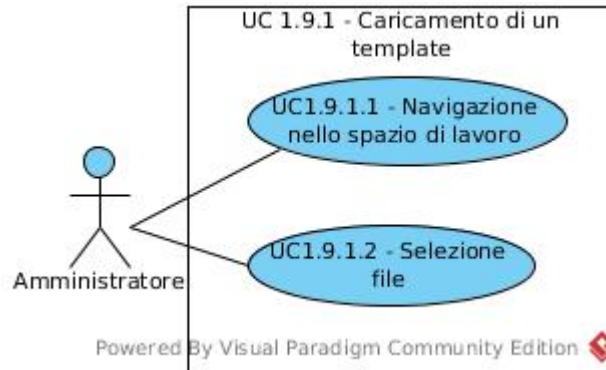 UC 1.9.1 - Caricamento di un
template
UC1.9.1.1 - Navigazione
nello spazio di lavoro
UC1.9.1.2 - Selezione
file
Amministratore
Powered By Visual Paradigm Community Edition